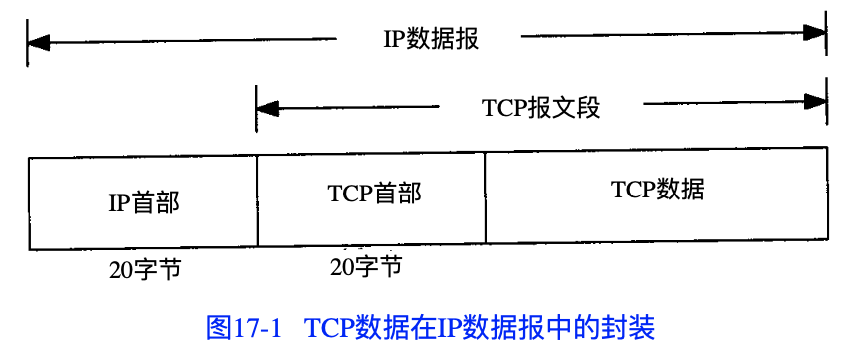 IP数据报
TCP报文段
IP首部
TCP首部
TCP数据
20字节
20字节
图17-1 TCP数据在IP数据报中的封装